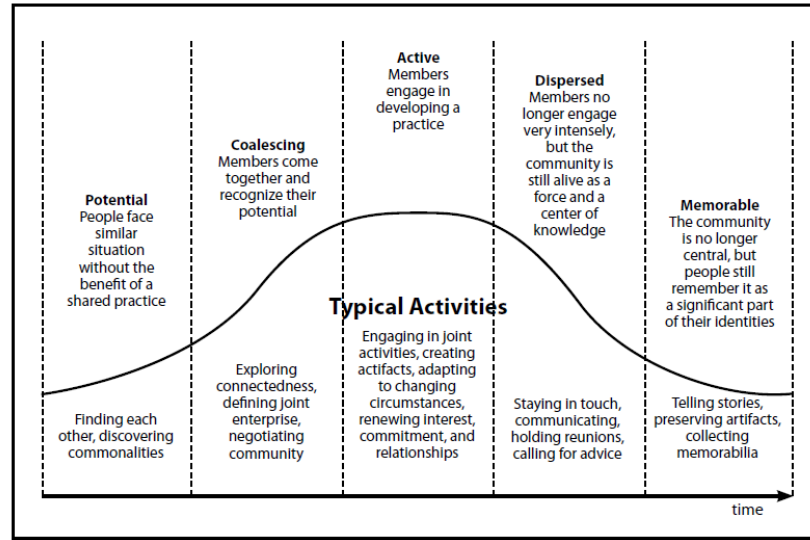 Potential
People face
similar
situation
without the
benefit of a
shared practice
Coalescing
Members come
together and
recognize their
potential
Active
Members
engage in
developing a
practice
Dispersed
Members no
longer engage
very intensely,
but the
community is
still alive as a
force and a
center of
knowledge
Memorable
The community
is no longer
central, but
people still
remember it as
a significant part
of their identities
Typical Activities
Finding each
other, discovering
commonalities
Exploring
connectedness,
defining joint
enterprise,
negotiating
community
Engaging in joint
activities, creating
artifacts, adapting
to changing
circumstances,
renewing interest,
commitment, and
relationships
Staying in touch,
communicating,
holding reunions,
calling for advice
Telling stories,
preserving artifacts,
collecting
memorabilia
time